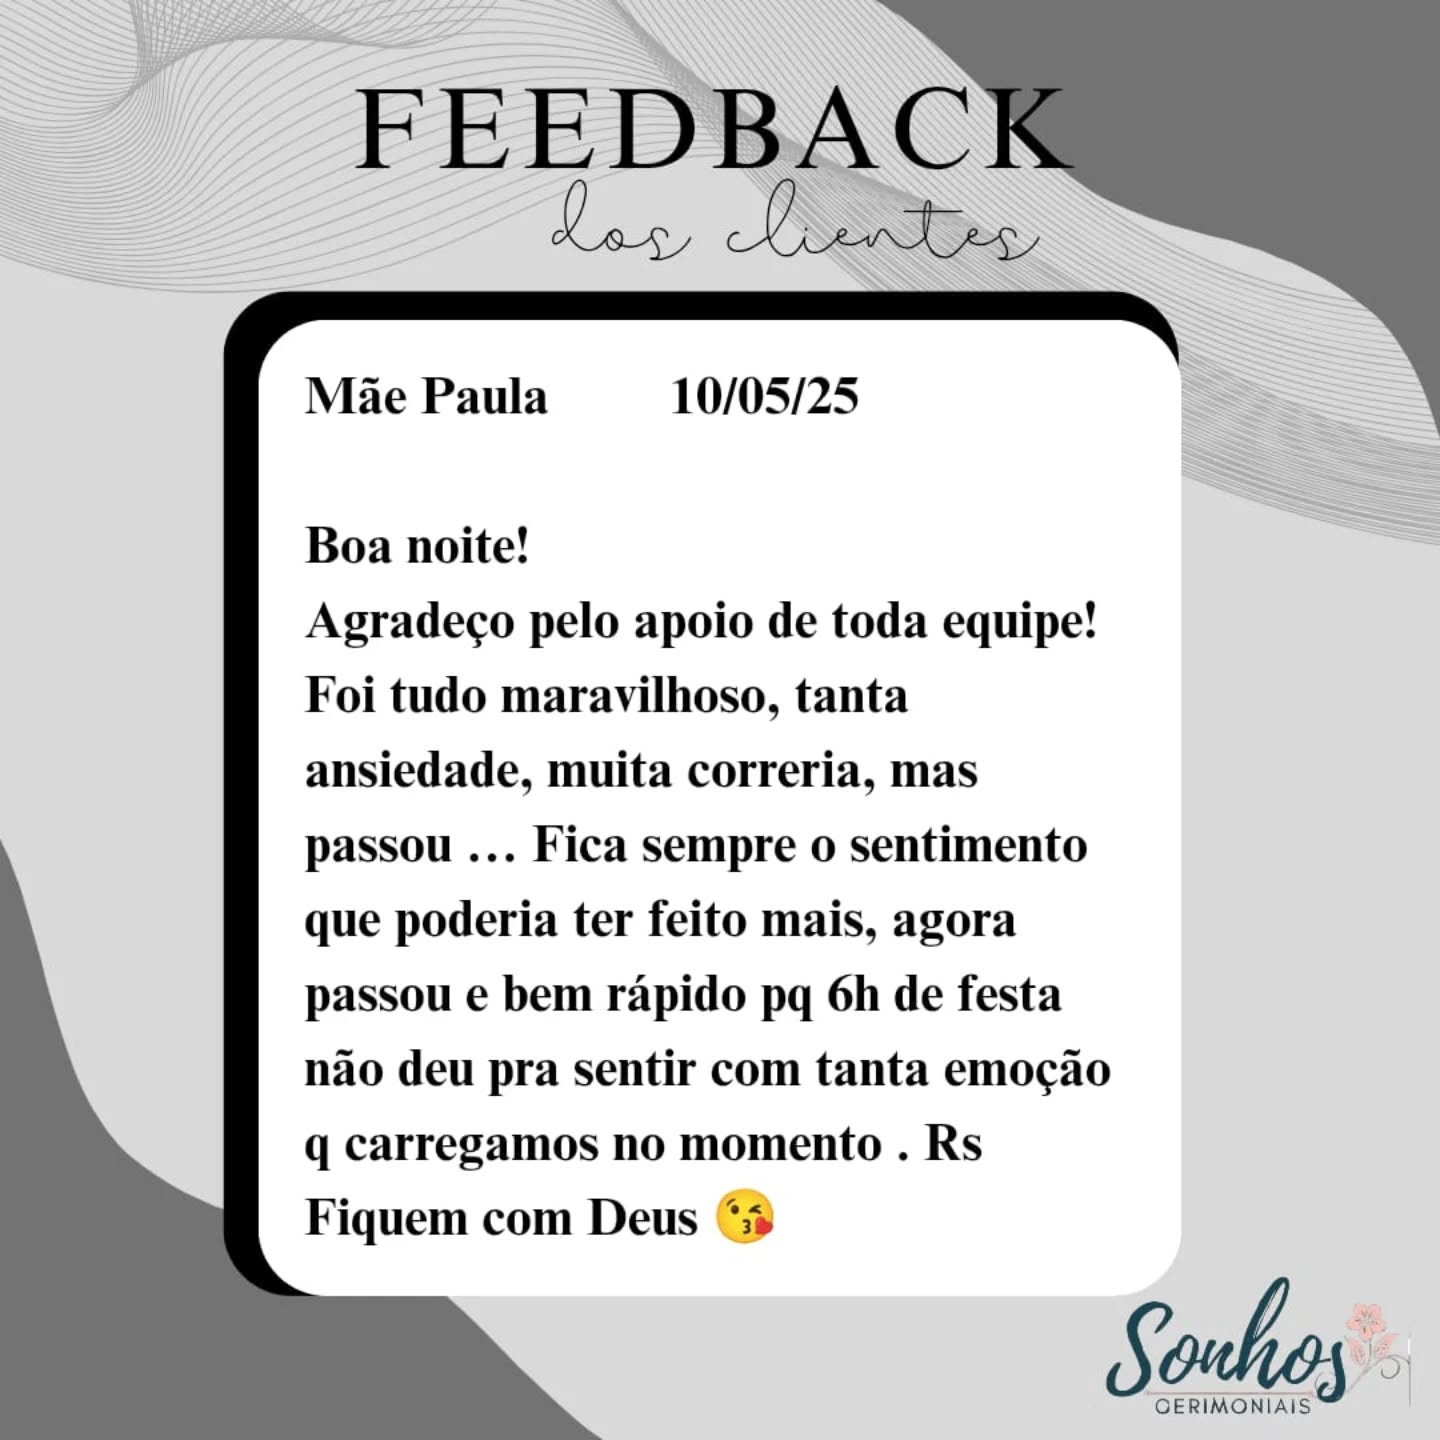 FEEDBACK
dos clientes
Mãe Paula 10/05/25
Boa noite!
Agradeço pelo apoio de toda equipe!
Foi tudo maravilhoso, tanta
ansiedade, muita correria, mas
passou ... Fica sempre o sentimento
que poderia ter feito mais, agora
passou e bem rápido pq 6h de festa
não deu pra sentir com tanta emoção
q carregamos no momento . Rs
Fiquem com Deus 😘
Sonhos
CERIMONIAIS